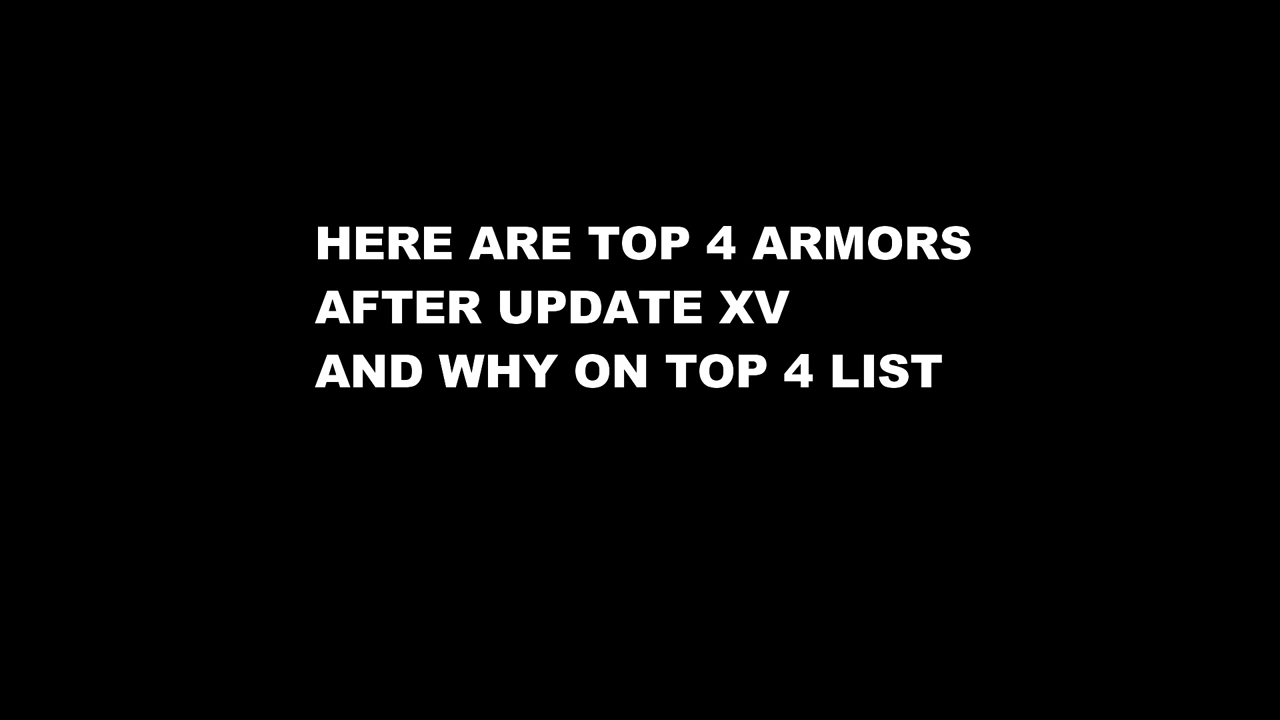 HERE ARE TOP 4 ARMORS
AFTER UPDATE XV
AND WHY ON TOP 4 LIST